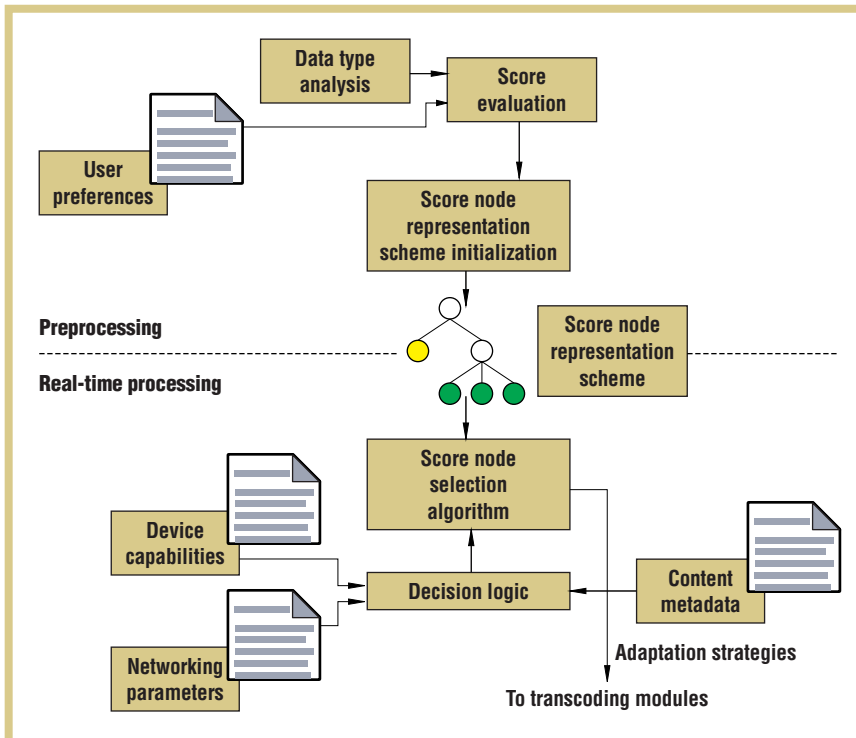 Data type
analysis
Score
evaluation
User
preferences
Score node
representation
scheme initialization
Preprocessing
Score node
representation
scheme
Real-time processing
Score node
selection
algorithm
Device
capabilities
Decision logic
Content
metadata
Networking
parameters
Adaptation strategies
To transcoding modules